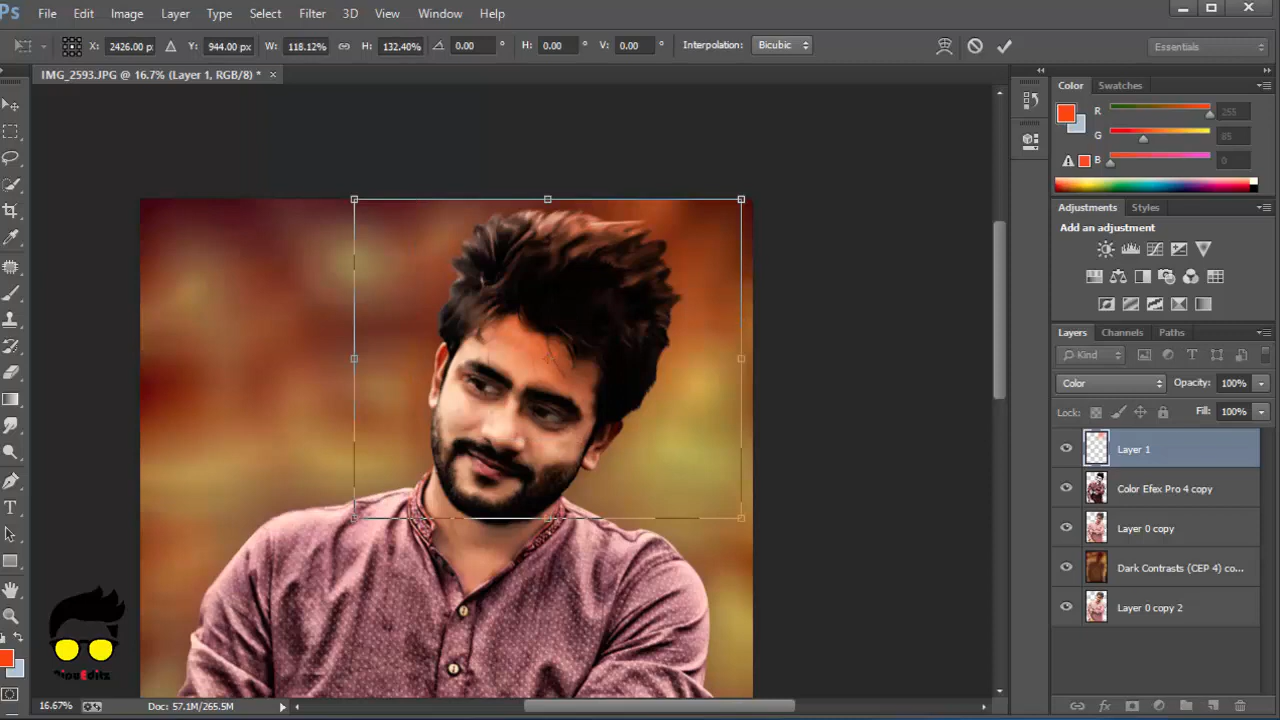 Ps File Edit Image Layer Type Select Filter 3D View Window Help
X: 2426.00 px Y: 944.00 px W: 118.12% H: 132.40% 0.00 ° H: 0.00 ° V: 0.00 ° Interpolation: Bicubic Essentials
IMG_2593.JPG @ 16.7% (Layer 1, RGB/8) * ×
Color Swatches
R 255
G 65
B 0
Adjustments Styles
Add an adjustment
Layers Channels Paths
Kind
Color Opacity: 100%
Lock: Fill: 100%
Layer 1
Color Efex Pro 4 copy
Layer 0 copy
Dark Contrasts (CEP 4) co...
Layer 0 copy 2
16.67% Doc: 57.1M/265.5M